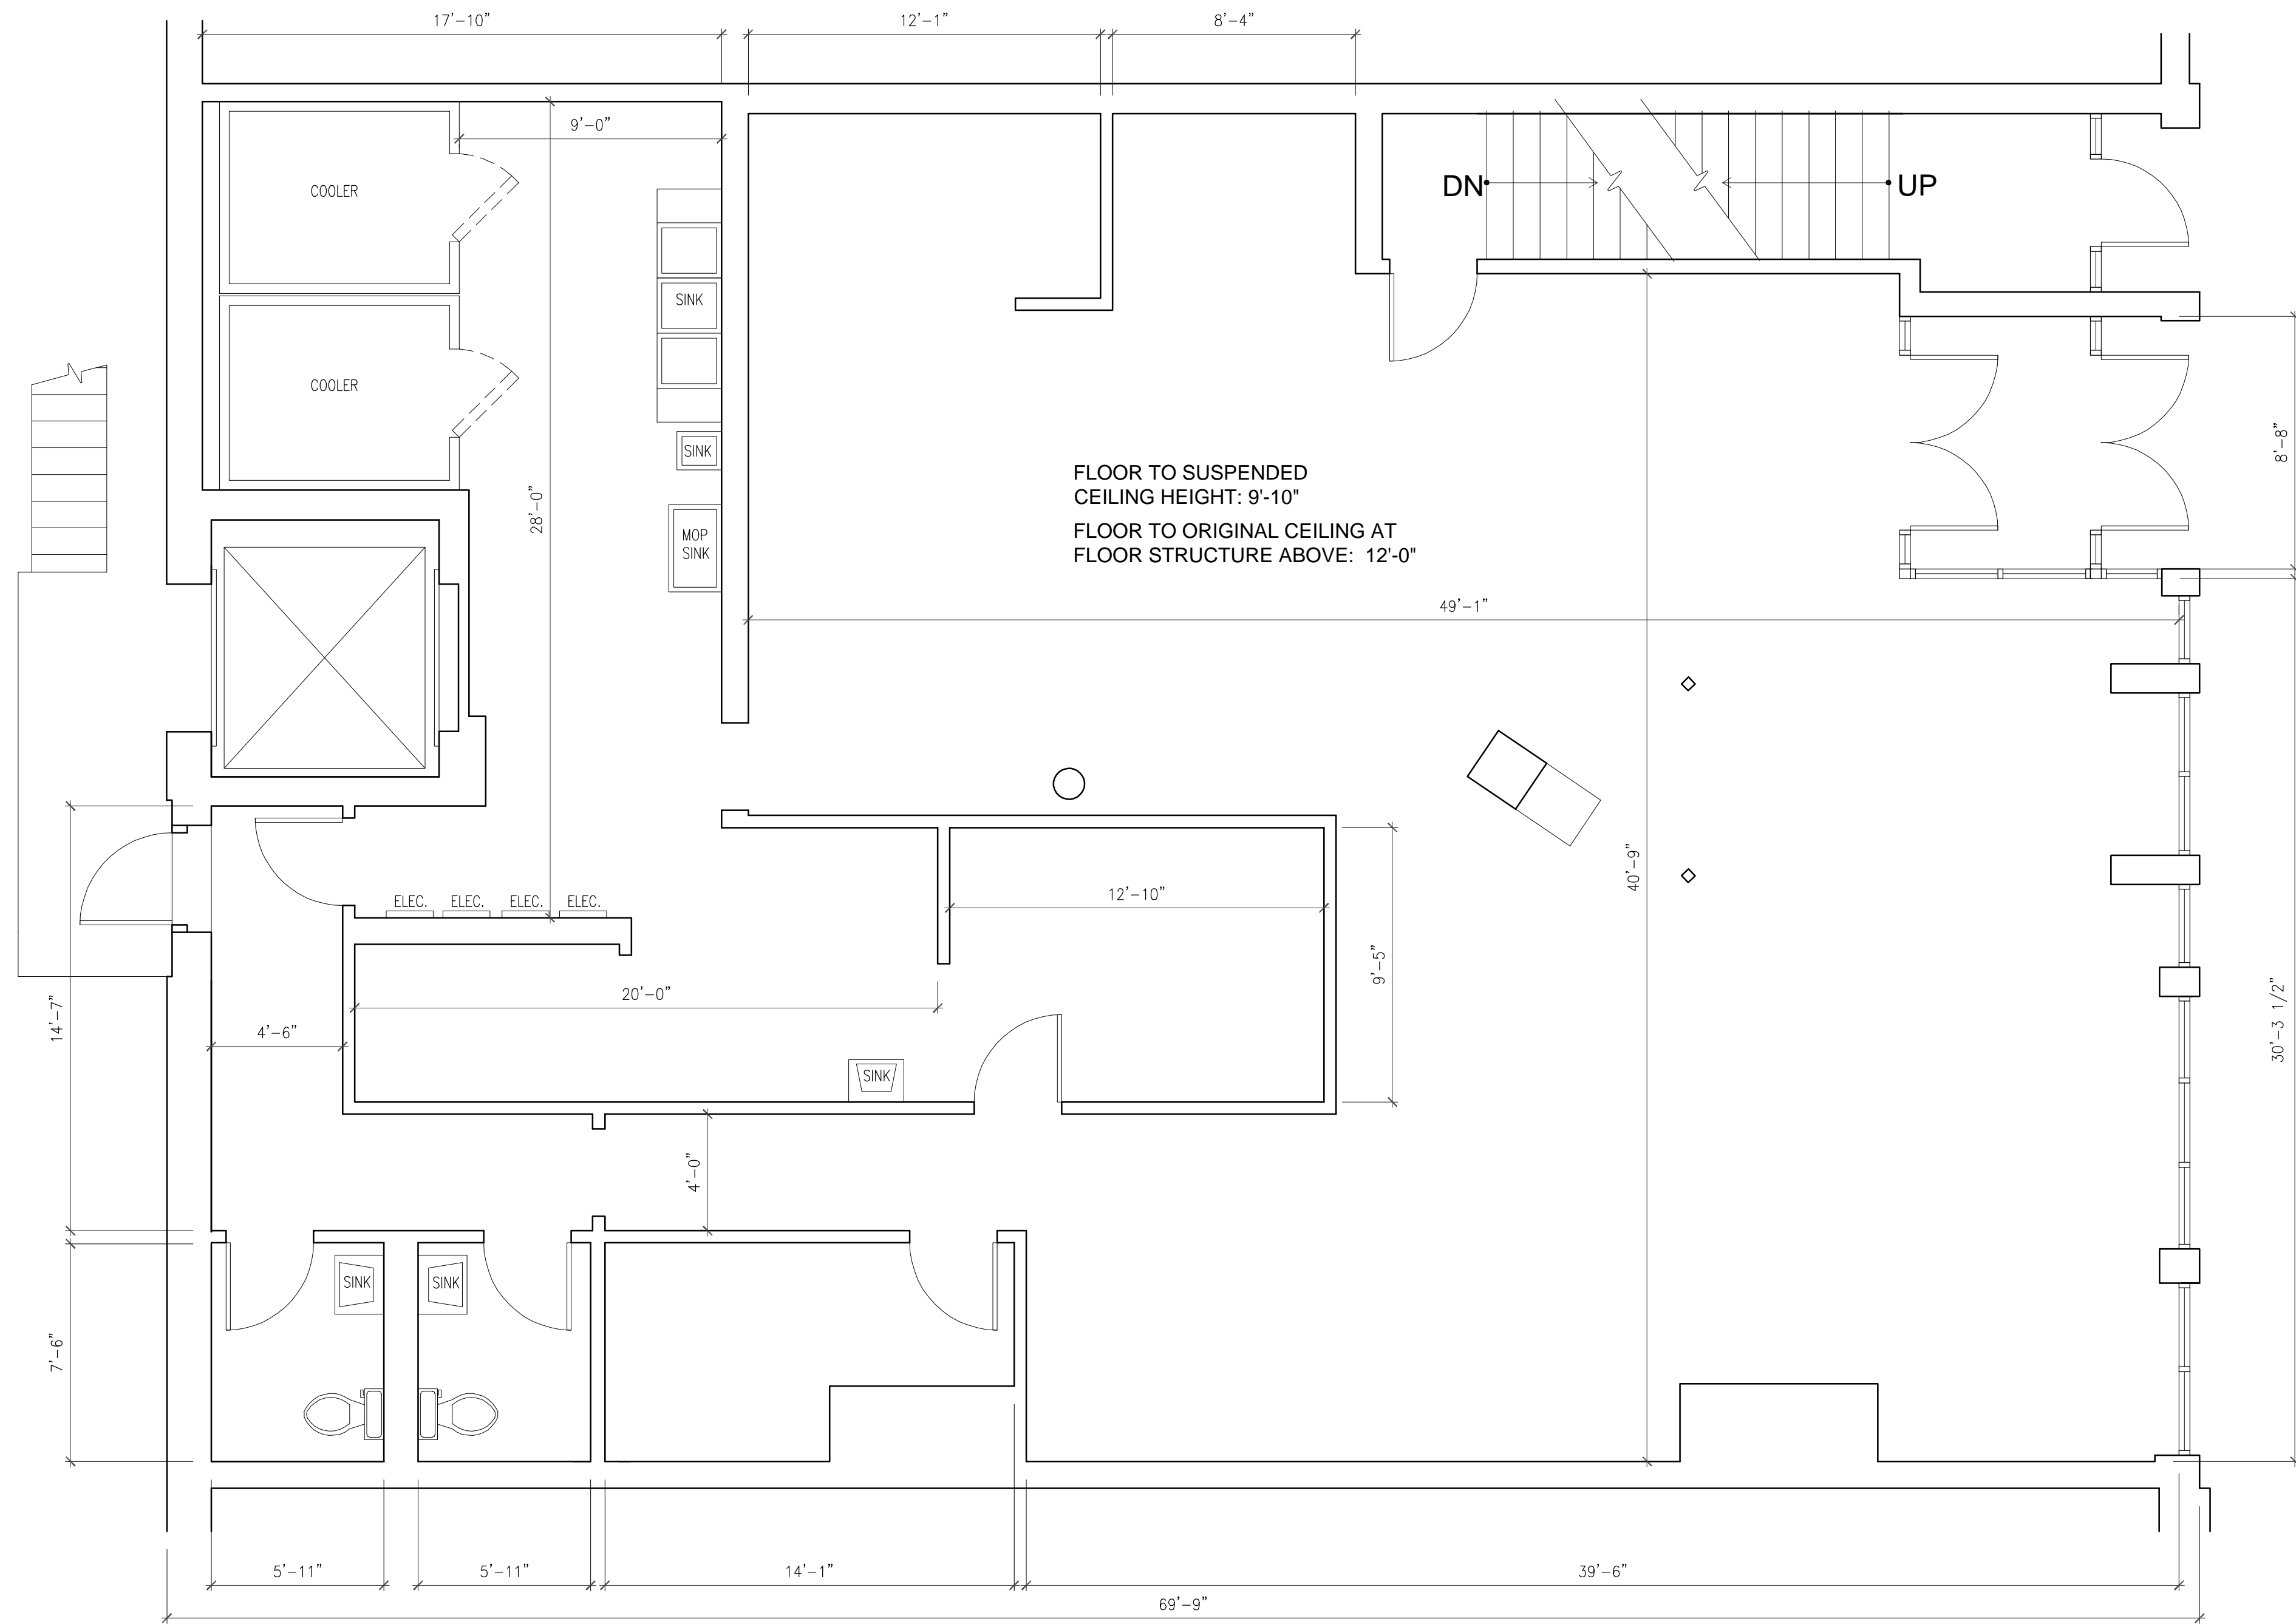 17'-10"
12'-1"
8'-4"
9'-0"
COOLER
DN
UP
SINK
COOLER
8'-8"
SINK
FLOOR TO SUSPENDED
CEILING HEIGHT: 9'-10"
28'-0"
MOP
SINK
FLOOR TO ORIGINAL CEILING AT
FLOOR STRUCTURE ABOVE: 12'-0"
49'-1"
40'-9"
ELEC.
ELEC.
ELEC.
ELEC.
12'-10"
9'-5"
20'-0"
14'-7"
4'-6"
30'-3 1/2"
SINK
4'-0"
SINK
SINK
7'-6"
5'-11"
5'-11"
14'-1"
39'-6"
69'-9"